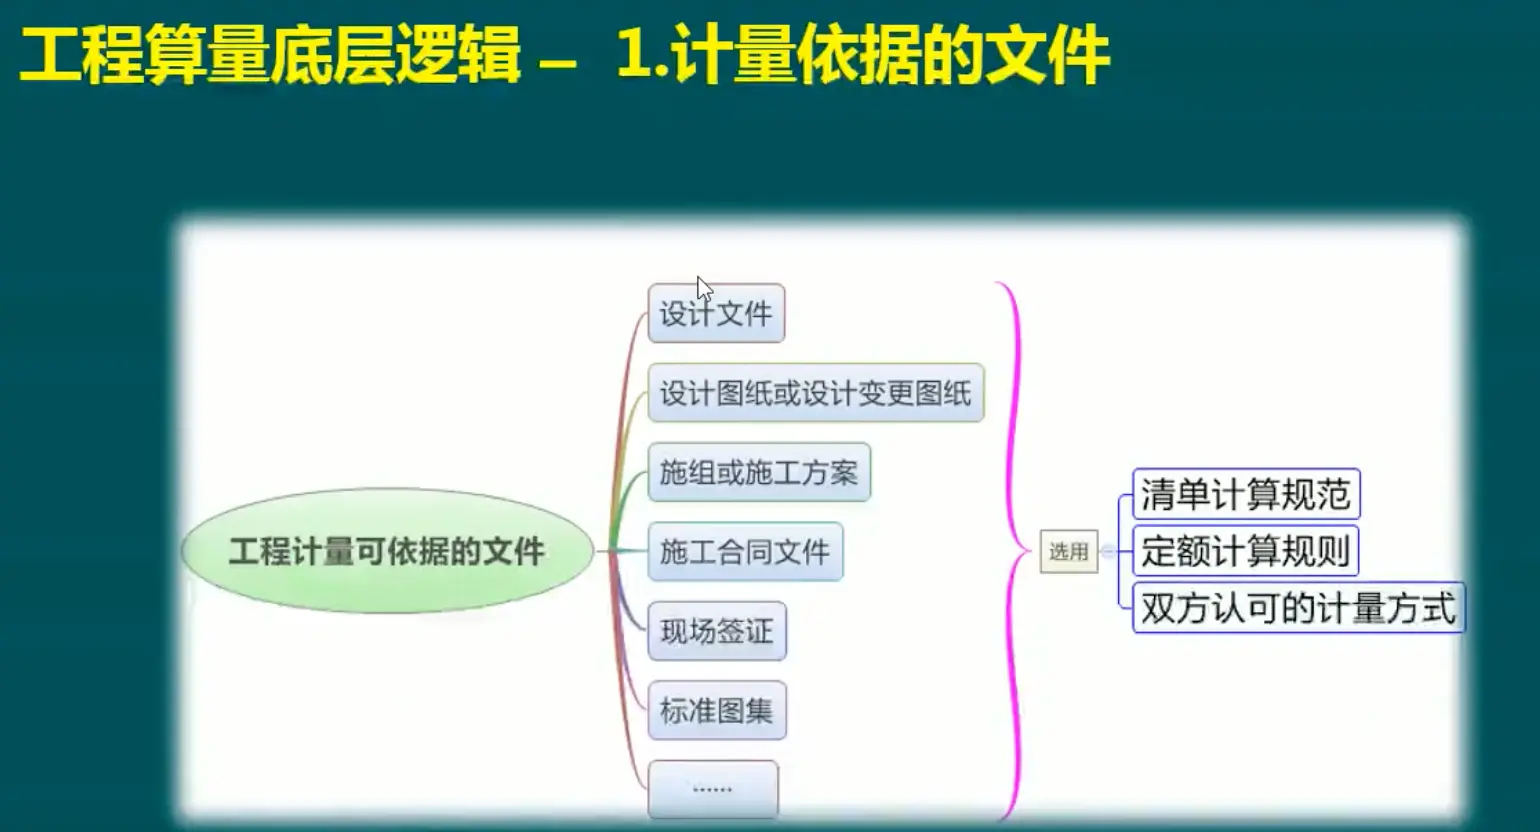 工程算量底层逻辑 – 1.计量依据的文件
设计文件
设计图纸或设计变更图纸
施组或施工方案
工程计量可依据的文件
施工合同文件
现场签证
标准图集
……
选用
清单计算规范
定额计算规则
双方认可的计量方式